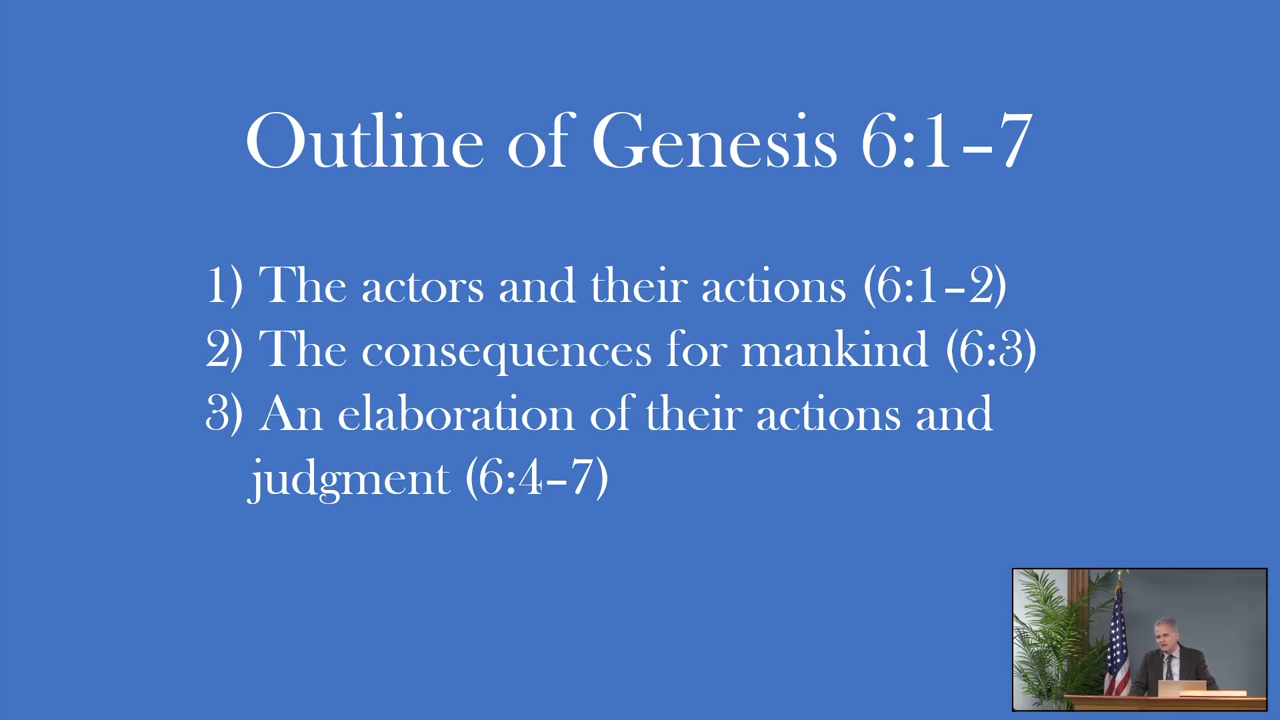 Outline of Genesis 6:1–7
1) The actors and their actions (6:1–2)
2) The consequences for mankind (6:3)
3) An elaboration of their actions and
judgment (6:4–7)